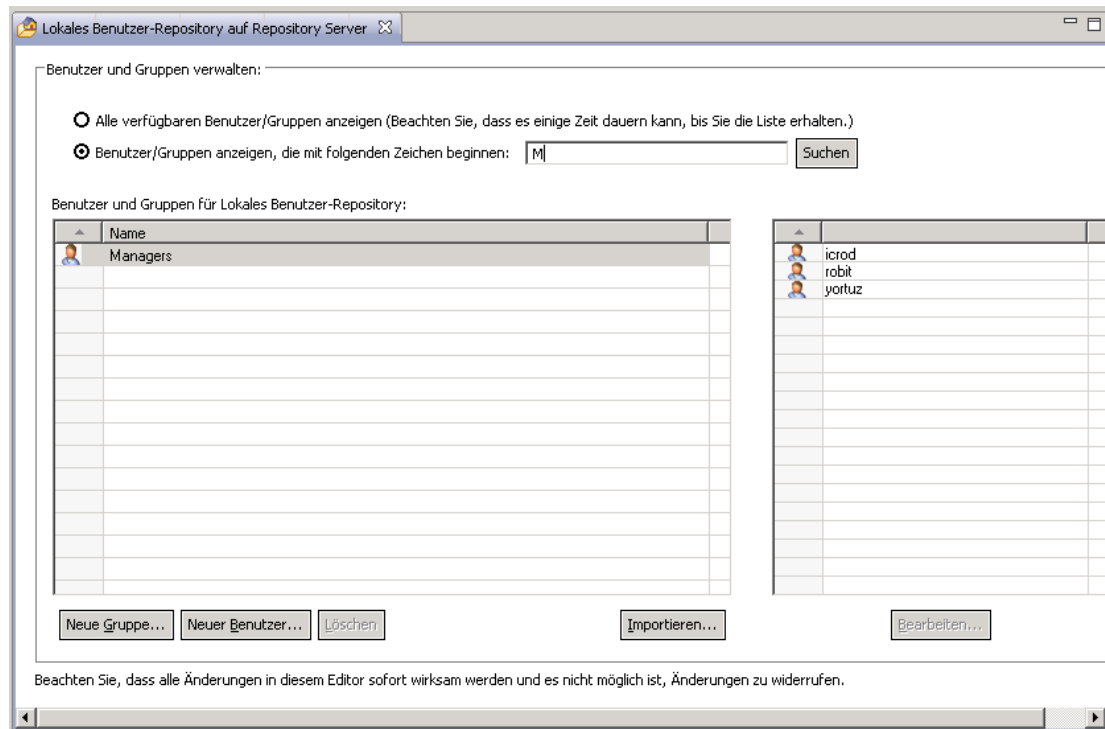 Lokales Benutzer-Repository auf Repository Server
Benutzer und Gruppen verwalten:
Alle verfügbaren Benutzer/Gruppen anzeigen (Beachten Sie, dass es einige Zeit dauern kann, bis Sie die Liste erhalten.)
Benutzer/Gruppen anzeigen, die mit folgenden Zeichen beginnen: M Suchen
Benutzer und Gruppen für Lokales Benutzer-Repository:
Name
Managers
icrod
robit
yortuz
Neue Gruppe... Neuer Benutzer... Löschen Importieren... Bearbeiten...
Beachten Sie, dass alle Änderungen in diesem Editor sofort wirksam werden und es nicht möglich ist, Änderungen zu widerrufen.